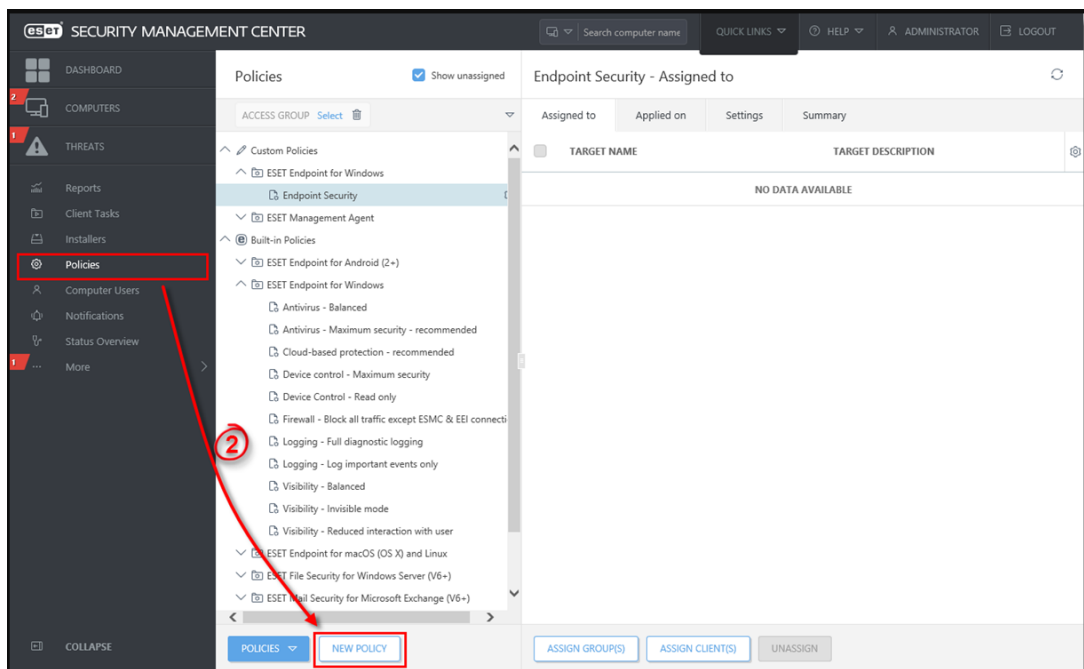 eset SECURITY MANAGEMENT CENTER
Search computer name
QUICK LINKS
HELP
ADMINISTRATOR
LOGOUT
DASHBOARD
2
COMPUTERS
1
THREATS
Reports
Client Tasks
Installers
Policies
Computer Users
Notifications
Status Overview
1
More
COLLAPSE
Policies
Show unassigned
ACCESS GROUP Select
Custom Policies
ESET Endpoint for Windows
Endpoint Security
ESET Management Agent
Built-in Policies
ESET Endpoint for Android (2+)
ESET Endpoint for Windows
Antivirus - Balanced
Antivirus - Maximum security - recommended
Cloud-based protection - recommended
Device control - Maximum security
Device Control - Read only
Firewall - Block all traffic except ESMC & EEI connecti
Logging - Full diagnostic logging
Logging - Log important events only
Visibility - Balanced
Visibility - Invisible mode
Visibility - Reduced interaction with user
ESET Endpoint for macOS (OS X) and Linux
ESET File Security for Windows Server (V6+)
ESET Mail Security for Microsoft Exchange (V6+)
2
POLICIES
NEW POLICY
Endpoint Security - Assigned to
Assigned to
Applied on
Settings
Summary
TARGET NAME
TARGET DESCRIPTION
NO DATA AVAILABLE
ASSIGN GROUP(S)
ASSIGN CLIENT(S)
UNASSIGN